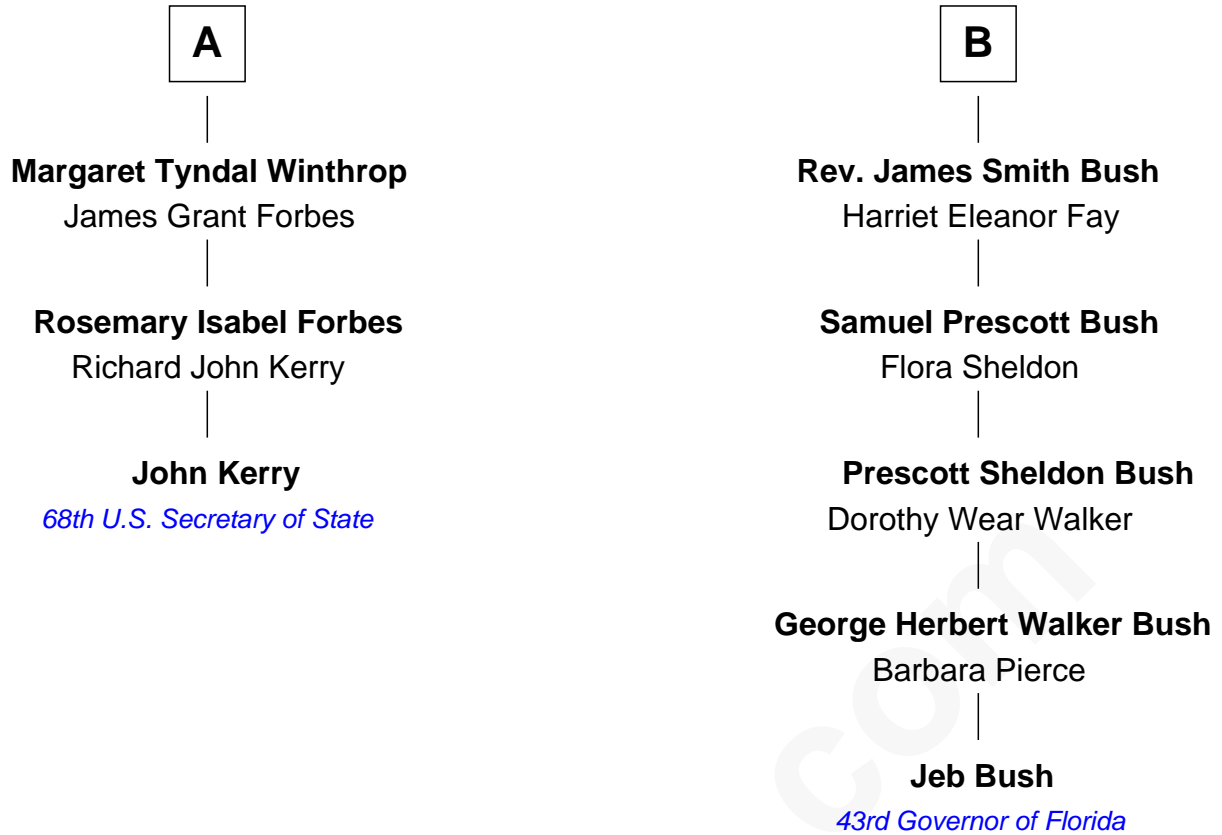 A
Margaret Tyndal Winthrop
James Grant Forbes
Rosemary Isabel Forbes
Richard John Kerry
John Kerry
68th U.S. Secretary of State
B
Rev. James Smith Bush
Harriet Eleanor Fay
Samuel Prescott Bush
Flora Sheldon
Prescott Sheldon Bush
Dorothy Wear Walker
George Herbert Walker Bush
Barbara Pierce
Jeb Bush
43rd Governor of Florida
com